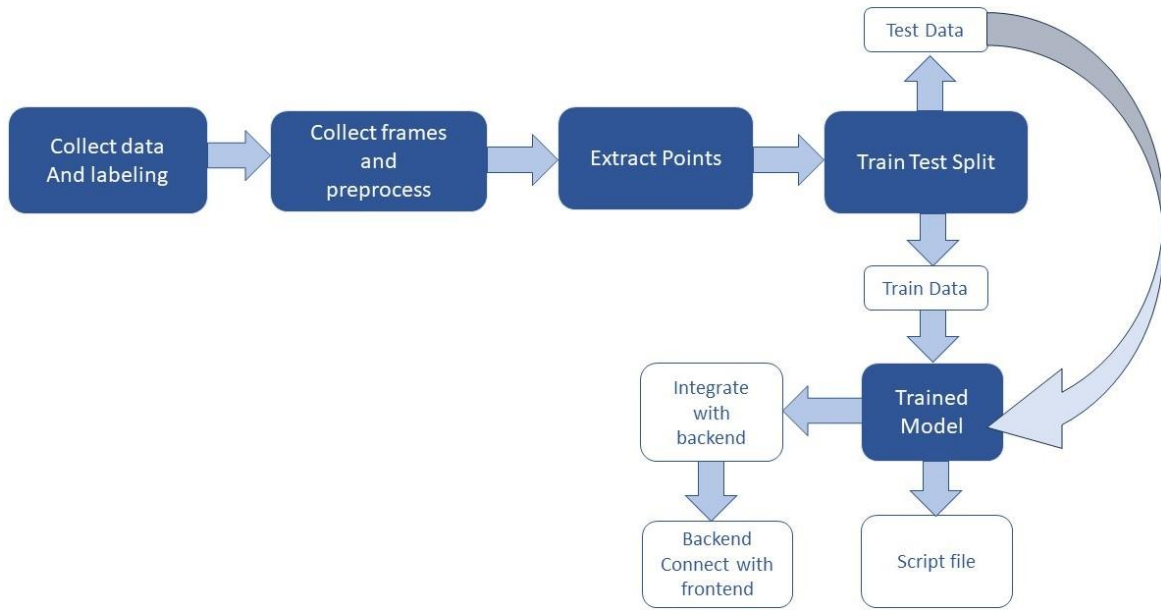 Test Data
Collect data
And labeling
Collect frames
and
preprocess
Extract Points
Train Test Split
Train Data
Integrate
with
backend
Trained
Model
Backend
Connect with
frontend
Script file